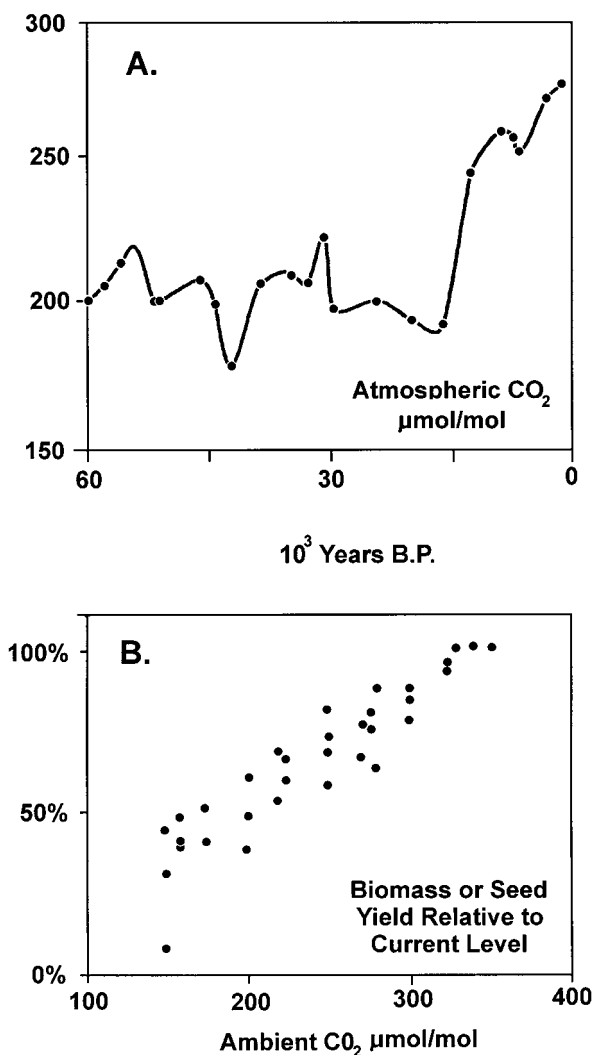 300
A.
250
200
Atmospheric CO₂
μmol/mol
150
60
30
0
10³ Years B.P.
100%
B.
50%
Biomass or Seed
Yield Relative to
Current Level
0%
100
200
300
400
Ambient C0₂ μmol/mol